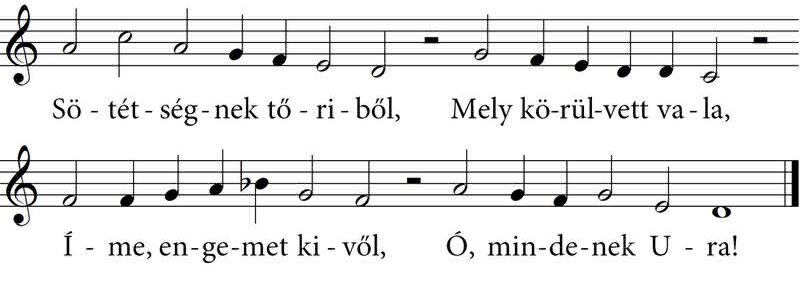 Sö - tét - ség - nek tő - ri - ből, Mely kö-rül-vett va - la,
Í - me, en - ge - met ki - vől, Ó, min - de - nek U - ra!